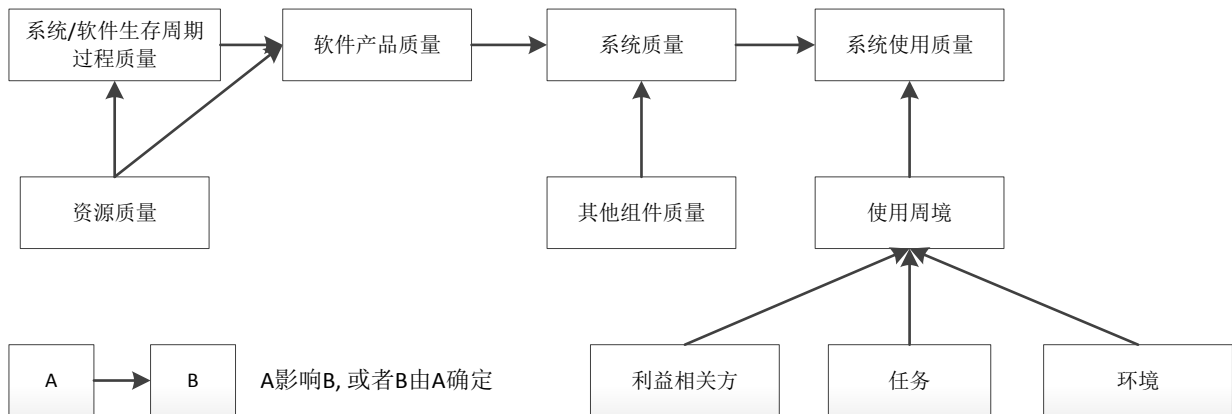 系统/软件生存周期
过程质量
软件产品质量
系统质量
系统使用质量
资源质量
其他组件质量
使用周境
A
B
A影响B, 或者B由A确定
利益相关方
任务
环境